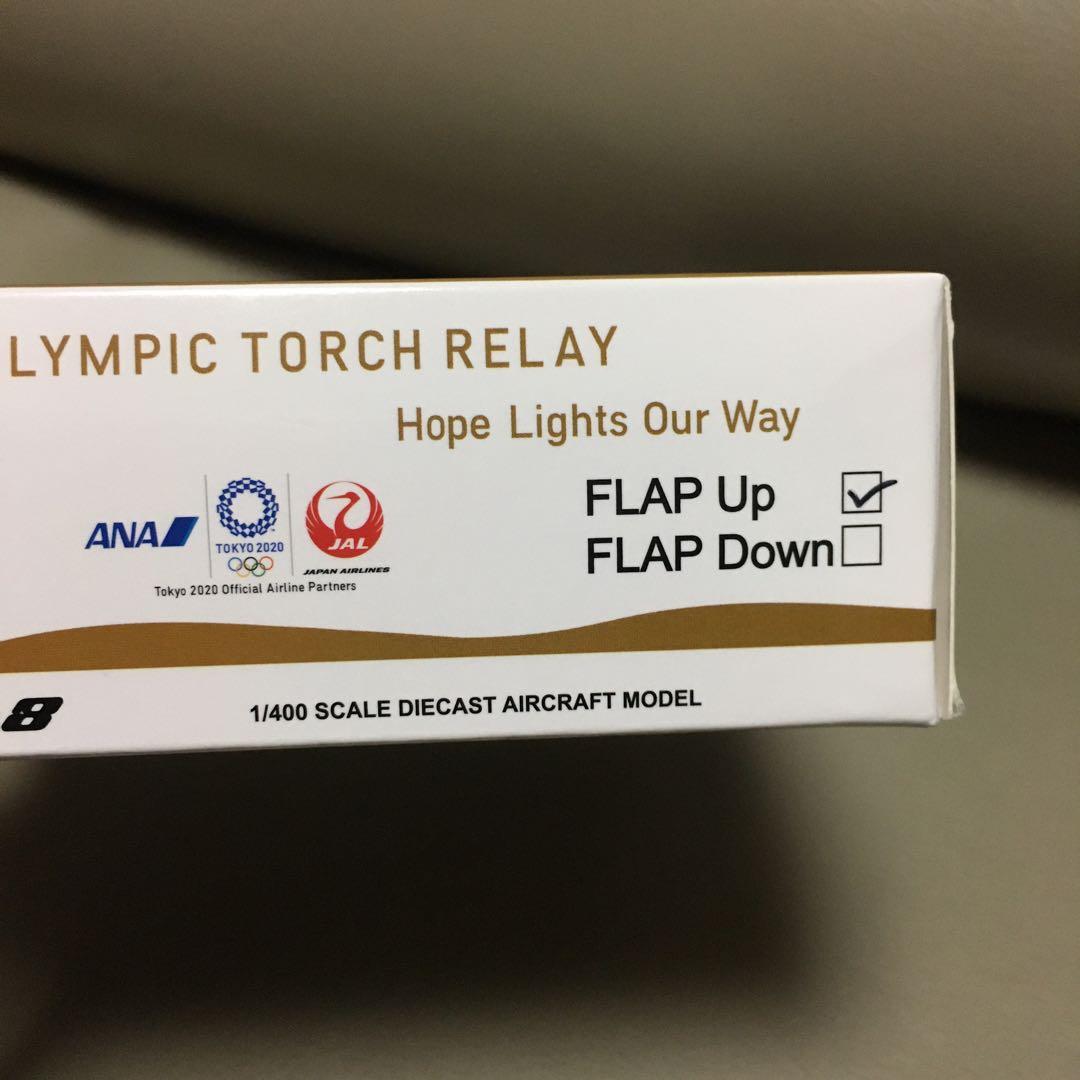 LYMPIC TORCH RELAY
Hope Lights Our Way
ANA
TOKYO 2020
JAL
JAPAN AIRLINES
Tokyo 2020 Official Airline Partners
FLAP Up
FLAP Down
8
1/400 SCALE DIECAST AIRCRAFT MODEL